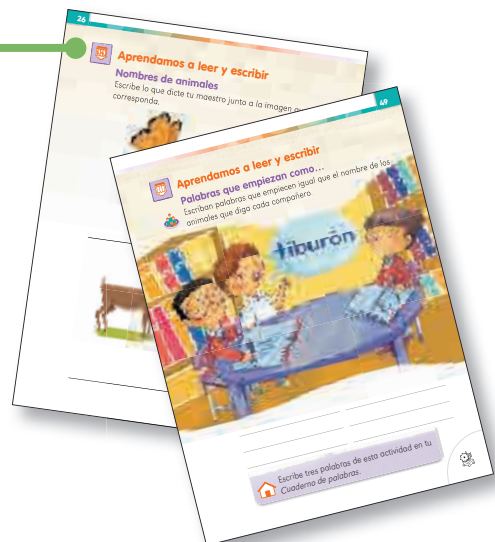 26
Aprendamos a leer y escribir
Nombres de animales
Escribe lo que dicte tu maestro junto a la imagen
corresponda.
49
Aprendamos a leer y escribir
Palabras que empiezan como...
Escriban palabras que empiecen igual que el nombre de los
animales que diga cada compañero.
tiburón
Escribe tres palabras de esta actividad en tu
Cuaderno de palabras.